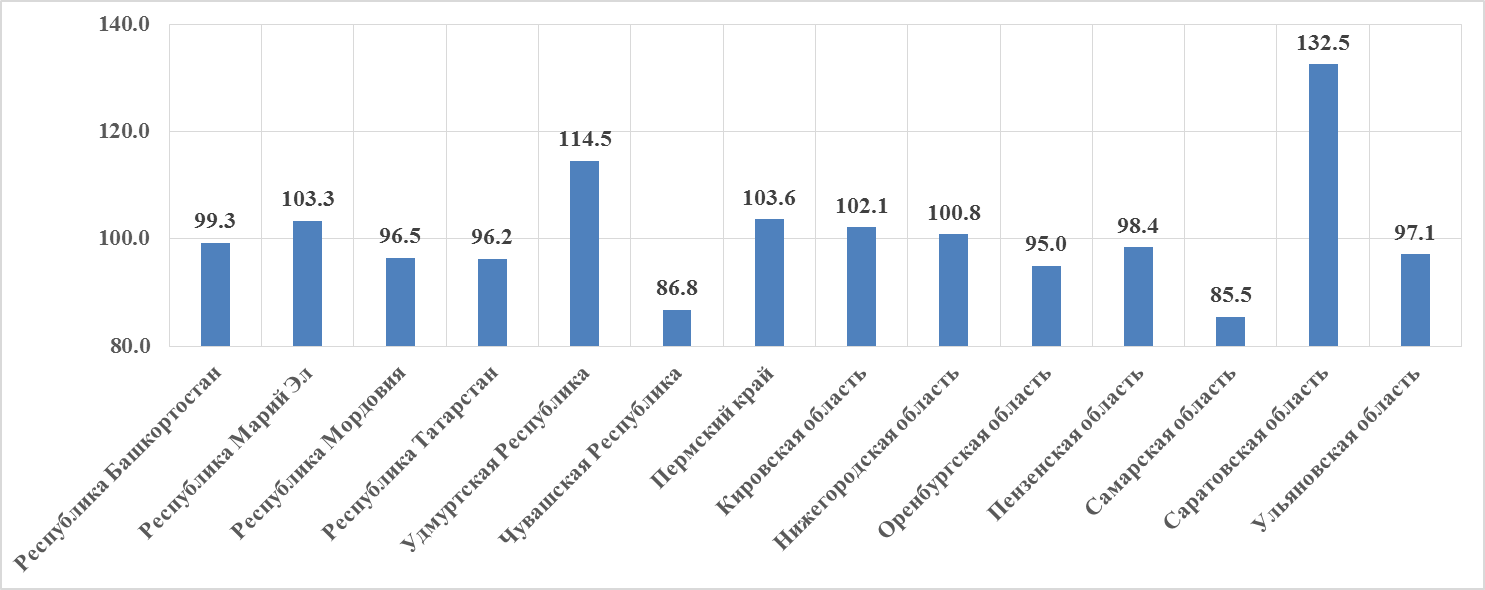 140.0
120.0
100.0
80.0
99.3
103.3
96.5
96.2
114.5
86.8
103.6
102.1
100.8
95.0
98.4
85.5
132.5
97.1
Республика Башкортостан
Республика Марий Эл
Республика Мордовия
Республика Татарстан
Удмуртская Республика
Чувашская Республика
Пермский край
Кировская область
Нижегородская область
Оренбургская область
Пензенская область
Самарская область
Саратовская область
Ульяновская область